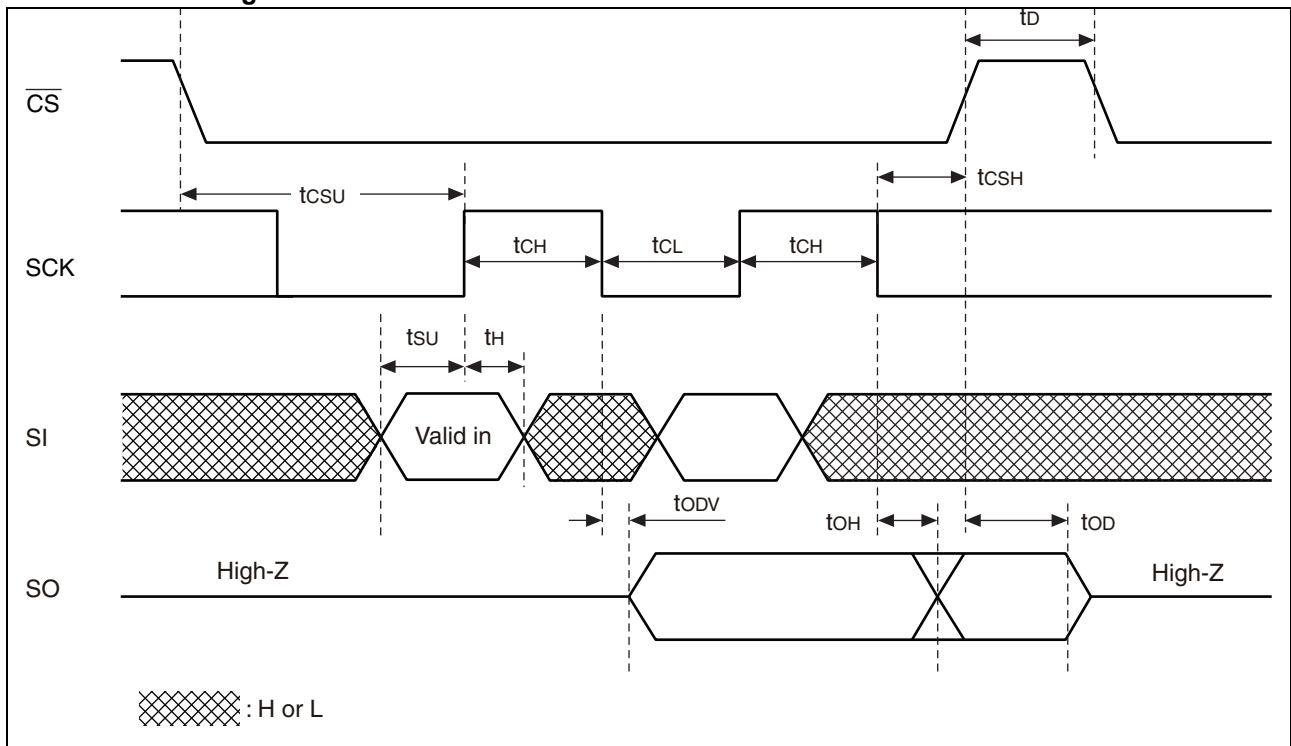 tD
CS
tCSU
tCSH
SCK
tCH
tCL
tCH
tSU
tH
SI
Valid in
tODV
tOH
tOD
SO
High-Z
High-Z
: H or L